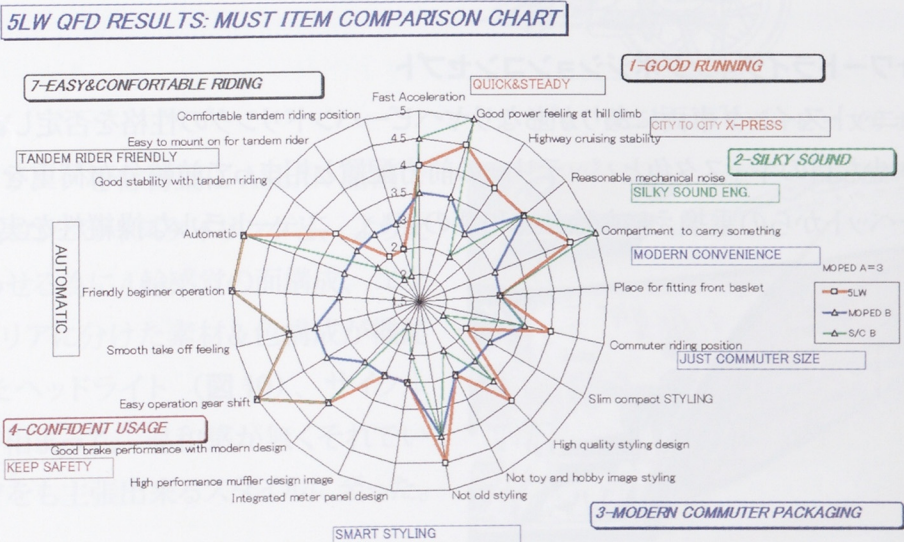 5LW QFD RESULTS: MUST ITEM COMPARISON CHART
7-EASY&CONFORTABLE RIDING
1-GOOD RUNNING
QUICK&STEADY
Fast Acceleration
Comfortable tandem riding position
Good power feeling at hill climb
CITY TO CITY X-PRESS
Easy to mount on for tandem rider
Highway cruising stability
TANDEM RIDER FRIENDLY
2-SILKY SOUND
Good stability with tandem riding
Reasonable mechanical noise
SILKY SOUND ENG.
Automatic
Compartment to carry something
MODERN CONVENIENCE
MOPED A=3
AUTOMATIC
Friendly beginner operation
Place for fitting front basket
5LW
MOPED B
S/C B
Smooth take off feeling
Commuter riding position
JUST COMMUTER SIZE
Easy operation gear shift
Slim compact STYLING
4-CONFIDENT USAGE
Good brake performance with modern design
High quality styling design
KEEP SAFETY
High performance muffler design image
Not toy and hobby image styling
Integrated meter panel design
Not old styling
3-MODERN COMMUTER PACKAGING
SMART STYLING
5
4.5
4
3.5
2